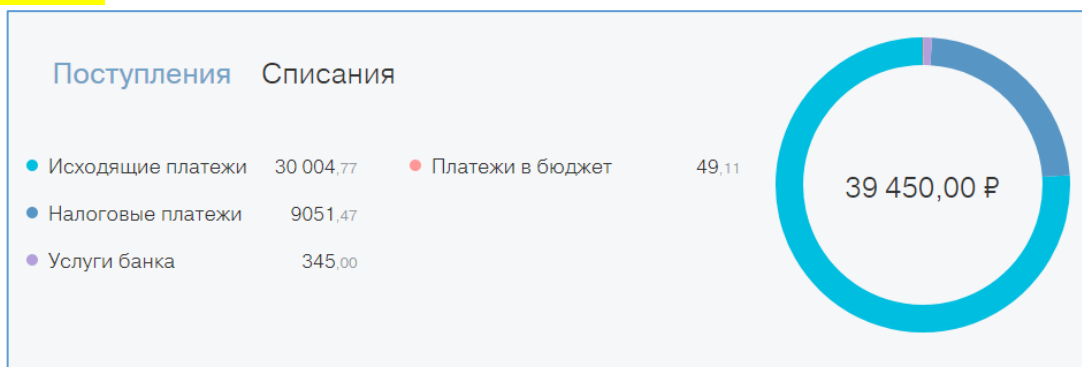 Поступления Списания
Исходящие платежи 30 004,77 Платежи в бюджет 49,11
Налоговые платежи 9051,47
Услуги банка 345,00
39 450,00 ₽